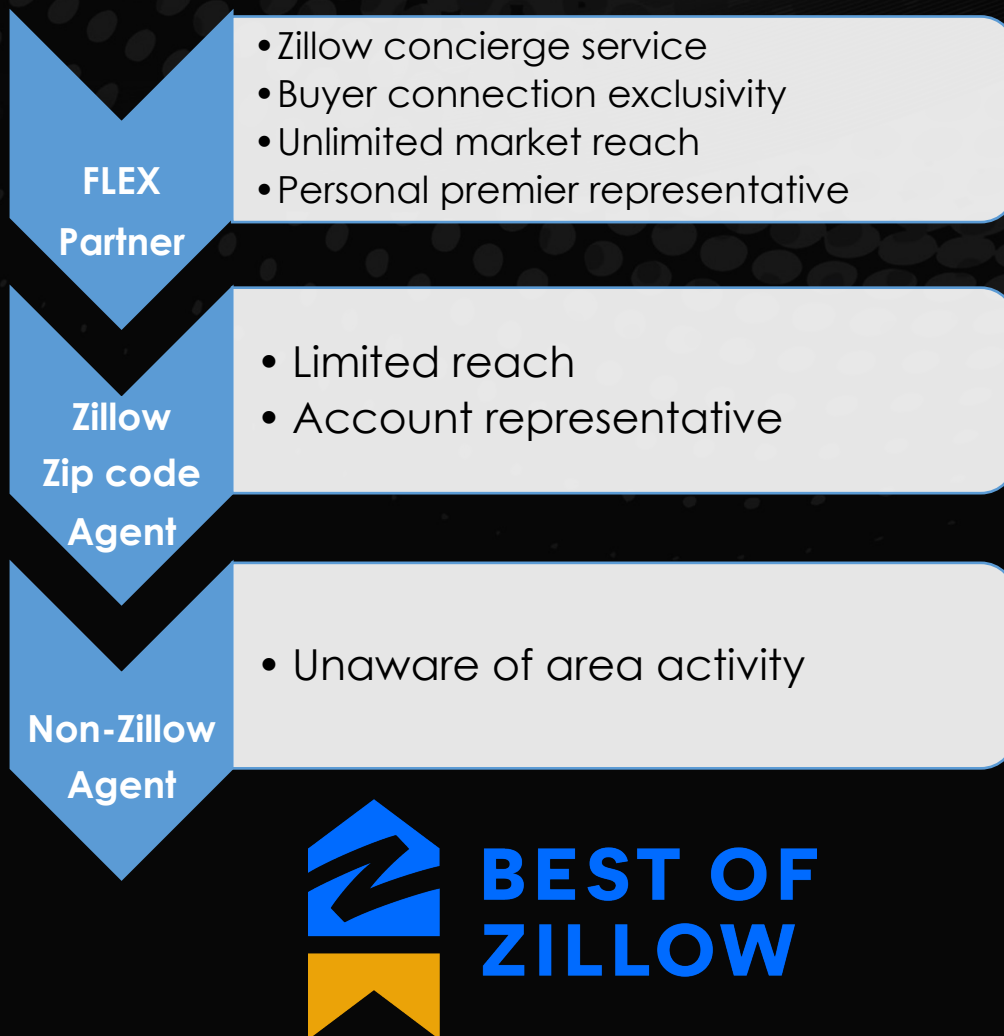 FLEX
Partner
•Zillow concierge service
•Buyer connection exclusivity
•Unlimited market reach
•Personal premier representative
Zillow
Zip code
Agent
• Limited reach
• Account representative
Non-Zillow
Agent
• Unaware of area activity
BEST OF
ZILLOW